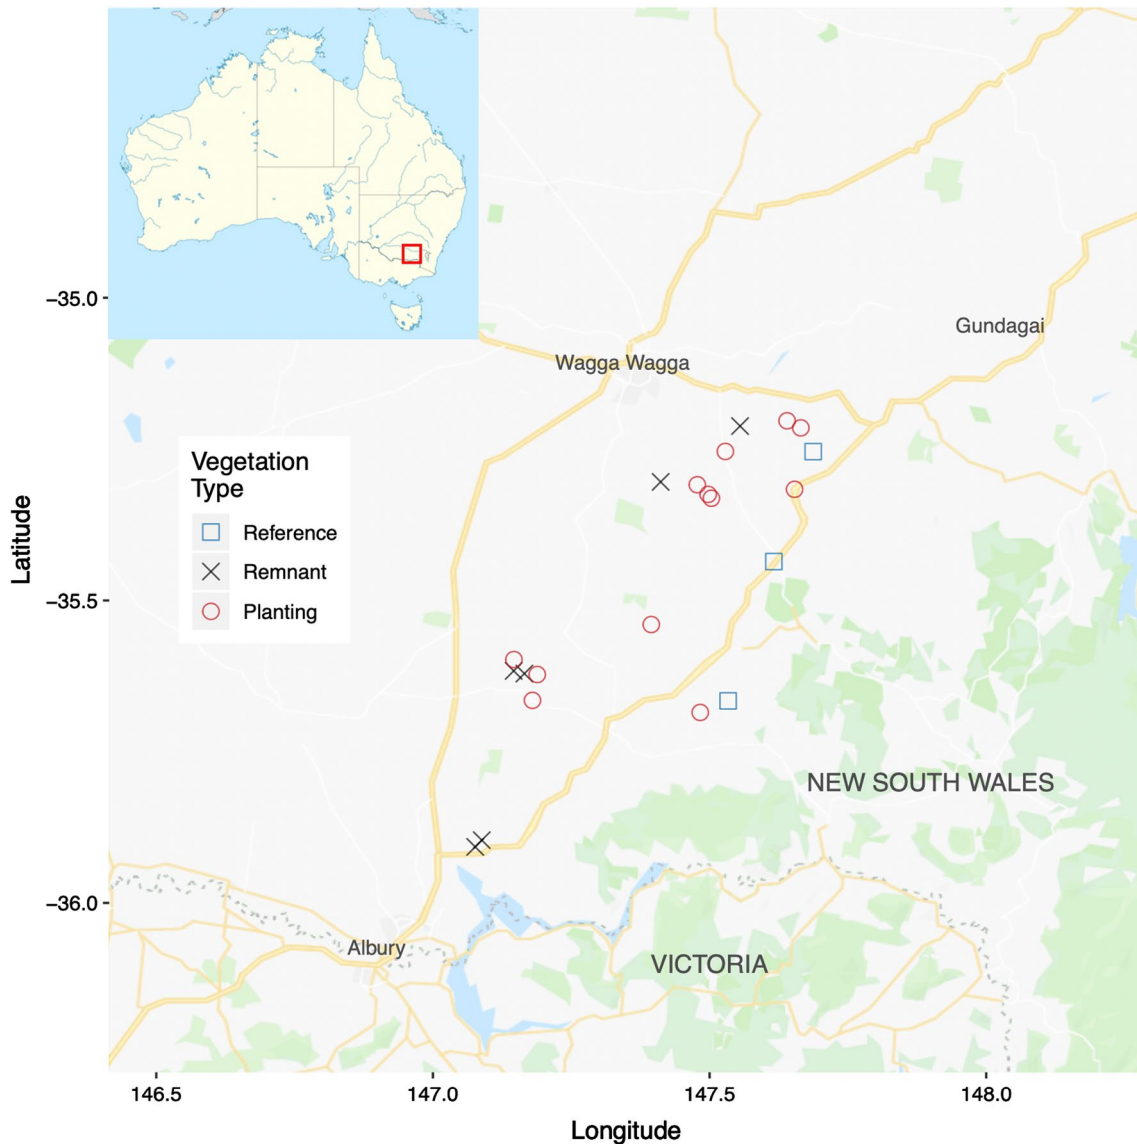 −35.0
−35.5
−36.0
Latitude
Gundagai
Wagga Wagga
Vegetation
Type
Reference
Remnant
Planting
NEW SOUTH WALES
VICTORIA
Albury
146.5
147.0
147.5
148.0
Longitude